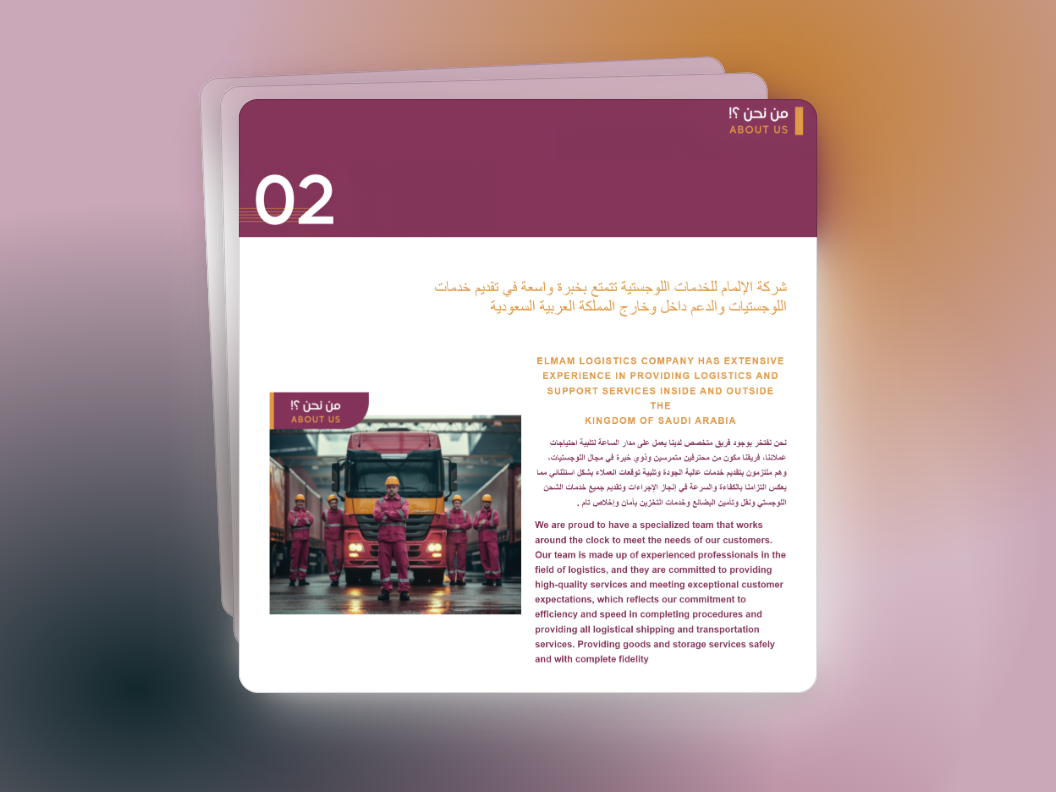 من نحن ؟!
ABOUT US
02
شركة الإلمام للخدمات اللوجستية تتمتع بخبرة واسعة في تقديم خدمات
اللوجستيات والدعم داخل وخارج المملكة العربية السعودية
ELMAM LOGISTICS COMPANY HAS EXTENSIVE
EXPERIENCE IN PROVIDING LOGISTICS AND
SUPPORT SERVICES INSIDE AND OUTSIDE
THE
KINGDOM OF SAUDI ARABIA
من نحن ؟!
ABOUT US
نحن نفتخر بوجود فريق متخصص لدينا يعمل على مدار الساعة لتلبية احتياجات
عملائنا، فريقنا مكون من محترفين متمرسين وذوي خبرة في مجال اللوجستيات،
وهم ملتزمون بتقديم خدمات عالية الجودة وتلبية توقعات العملاء بشكل استثنائي مما
يعكس التزامنا بالكفاءة والسرعة في إنجاز الإجراءات وتقديم جميع خدمات الشحن
اللوجستي ونقل وتأمين البضائع وخدمات التخزين بأمان وإخلاص تام .
We are proud to have a specialized team that works
around the clock to meet the needs of our customers.
Our team is made up of experienced professionals in the
field of logistics, and they are committed to providing
high-quality services and meeting exceptional customer
expectations, which reflects our commitment to
efficiency and speed in completing procedures and
providing all logistical shipping and transportation
services. Providing goods and storage services safely
and with complete fidelity